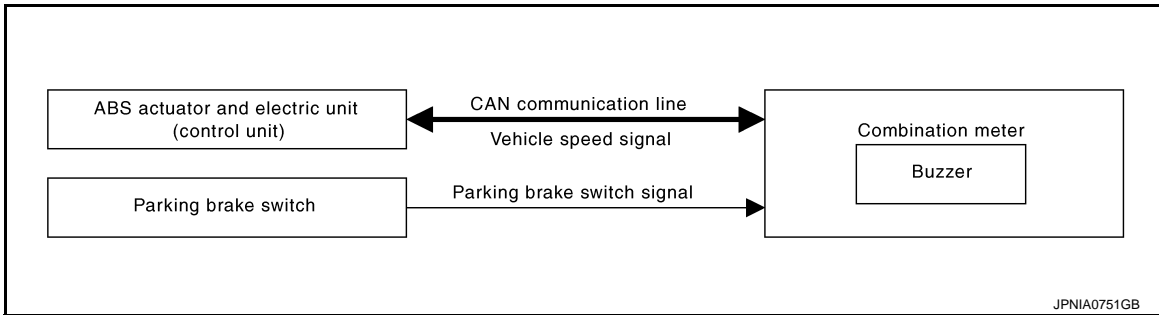 ABS actuator and electric unit
(control unit)
CAN communication line
Vehicle speed signal
Combination meter
Buzzer
Parking brake switch
Parking brake switch signal
JPNIA0751GB